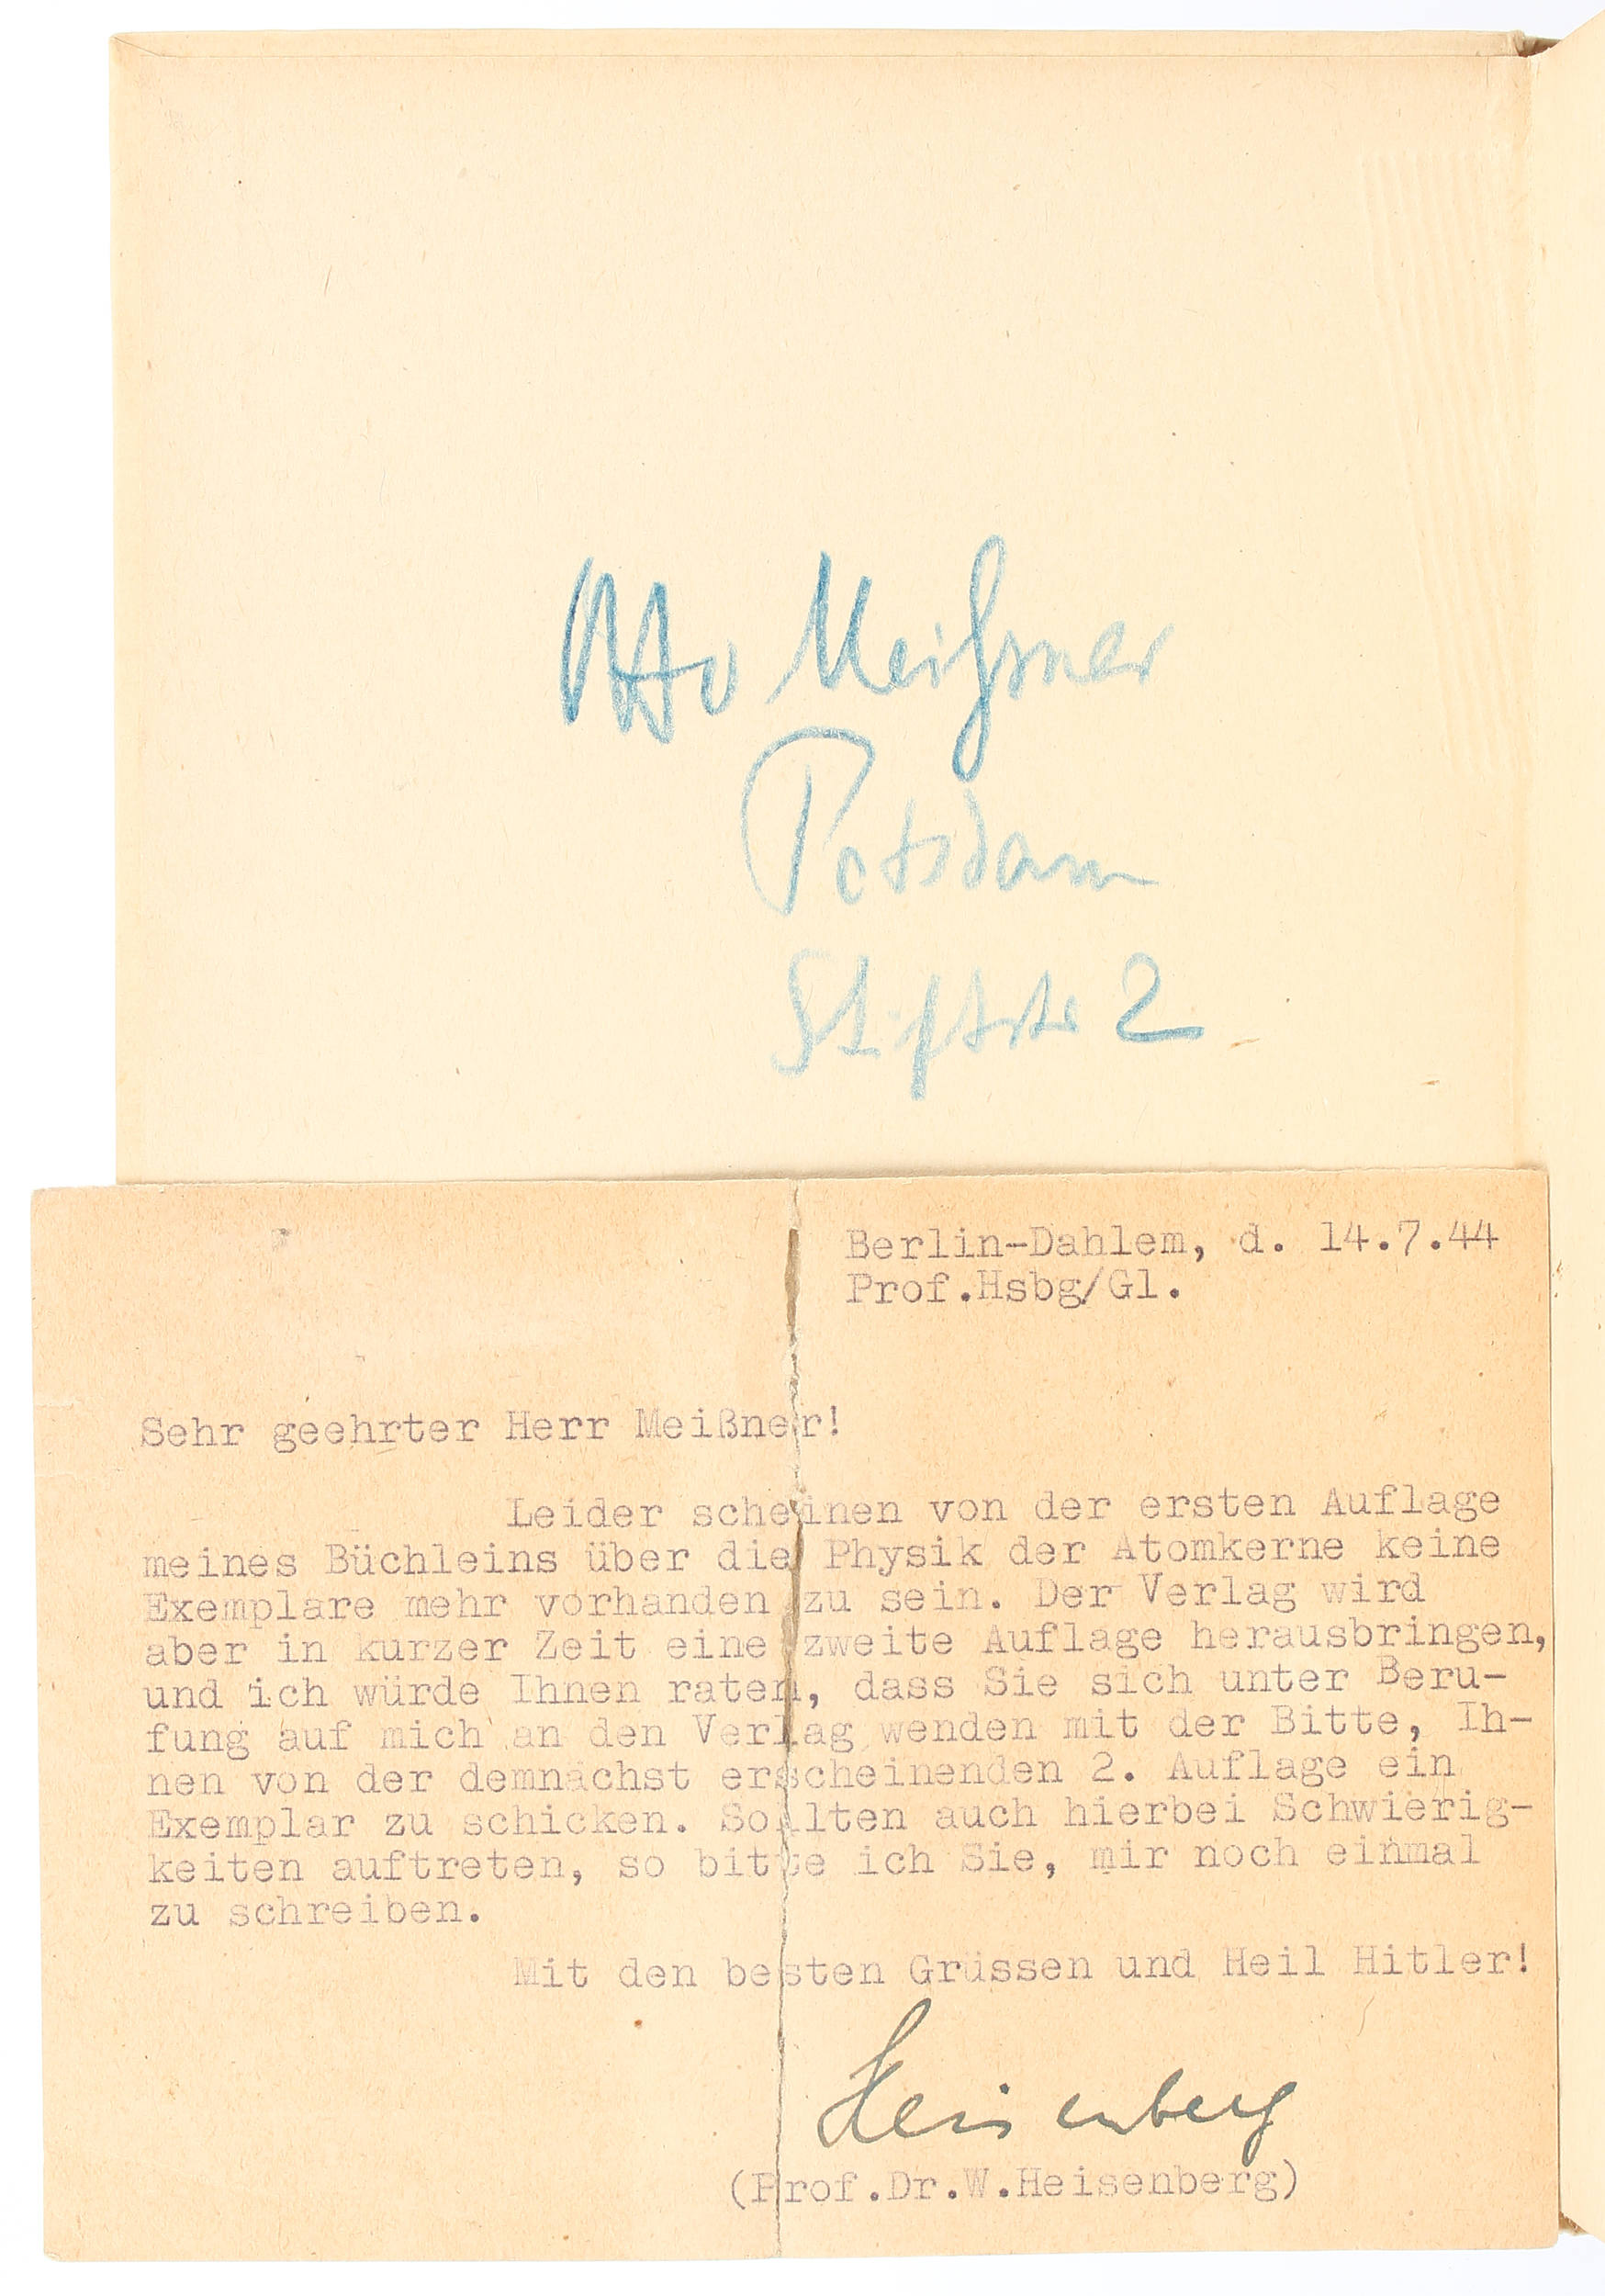 Otto Meißner
Potsdam
Stiftstr 2
Berlin-Dahlem, d. 14.7.44
Prof.Hsbg/Gl.
Sehr geehrter Herr Meißner!
Leider scheinen von der ersten Auflage
meines Büchleins über die Physik der Atomkerne keine
Exemplare mehr vorhanden zu sein. Der Verlag wird
aber in kurzer Zeit eine zweite Auflage herausbringen,
und ich würde Ihnen raten, dass Sie sich unter Beru-
fung auf mich an den Verlag wenden mit der Bitte, Ih-
nen von der demnächst erscheinenden 2. Auflage ein
Exemplar zu schicken. Sollten auch hierbei Schwierig-
keiten auftreten, so bitte ich Sie, mir noch einmal
zu schreiben.
Mit den besten Grüssen und Heil Hitler!
Heisenberg
(Prof.Dr.W.Heisenberg)